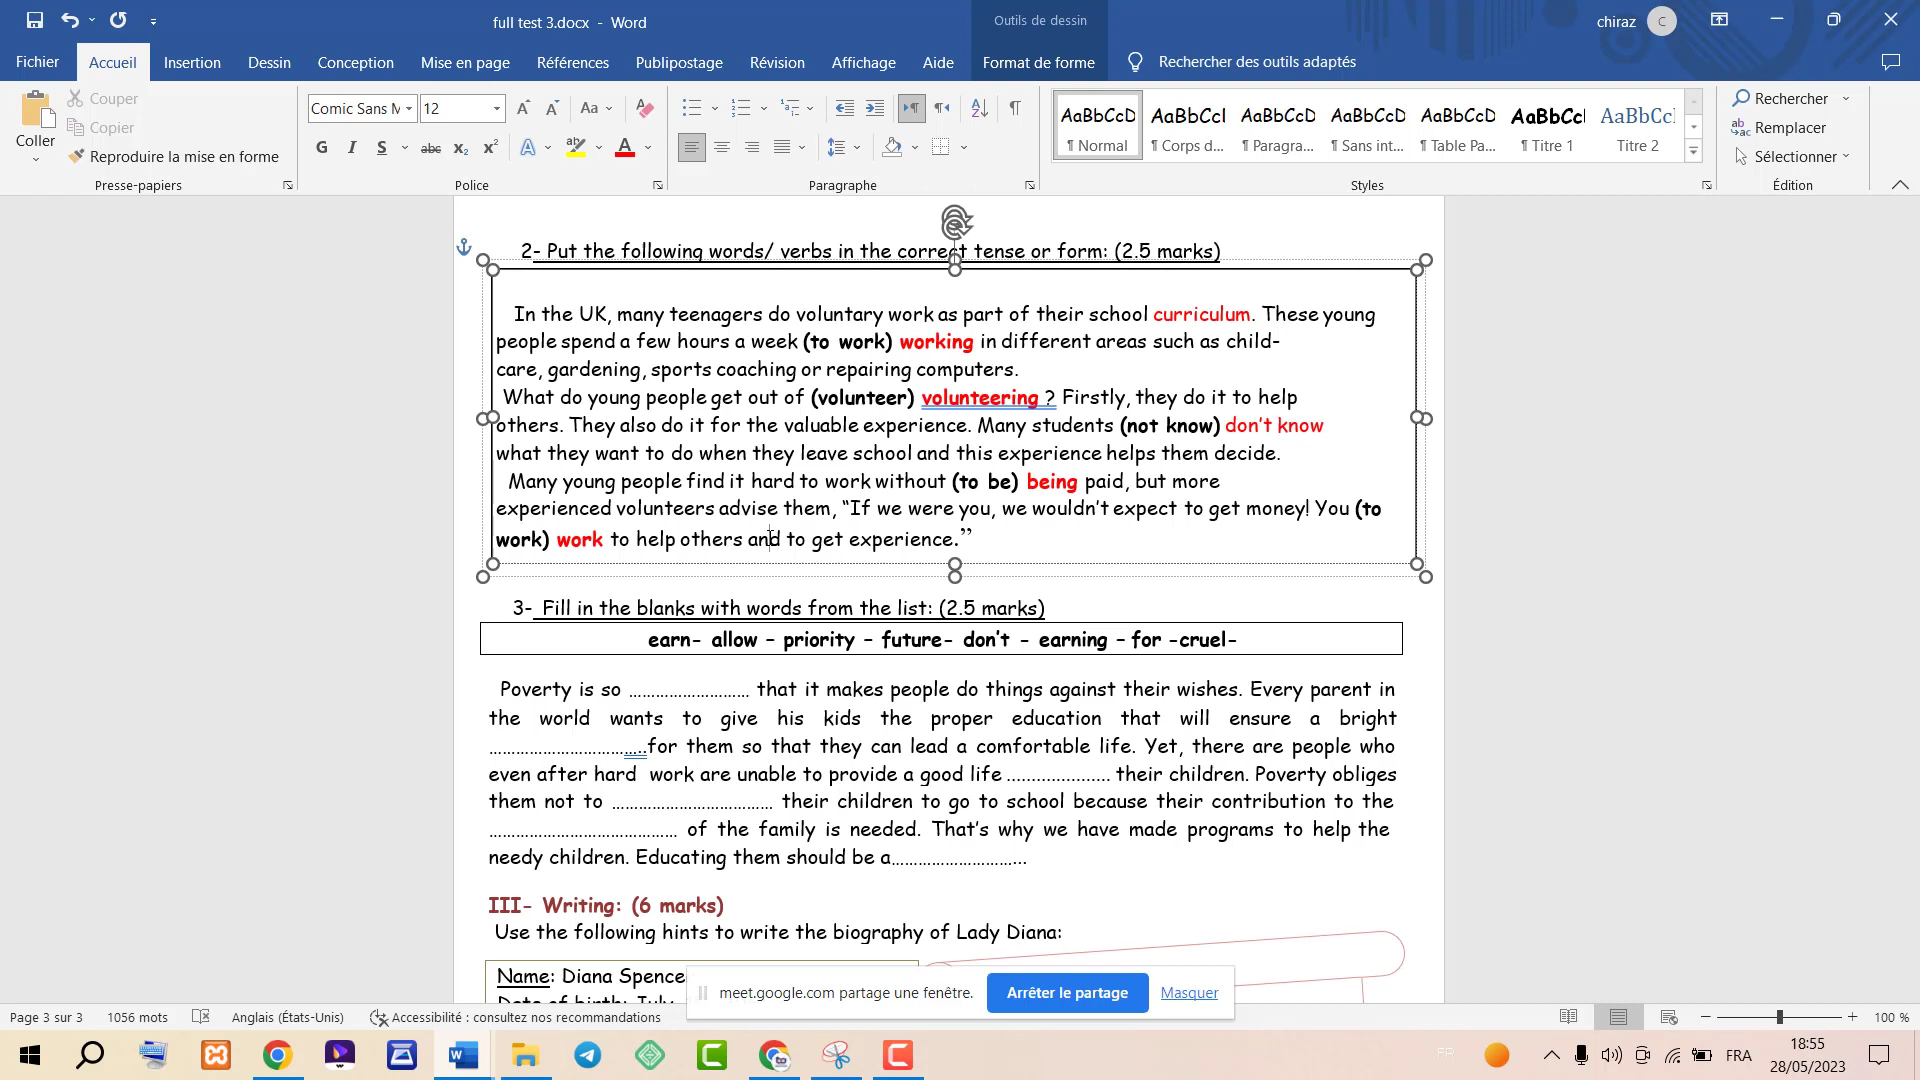 full test 3.docx - Word
Outils de dessin
chiraz
C
Fichier
Accueil
Insertion
Dessin
Conception
Mise en page
Références
Publipostage
Révision
Affichage
Aide
Format de forme
Rechercher des outils adaptés
Coller
Couper
Copier
Reproduire la mise en forme
Presse-papiers
Comic Sans M
12
Police
Paragraphe
AaBbCcD
¶ Normal
AaBbCcI
¶ Corps d...
AaBbCcD
¶ Paragra...
AaBbCcD
¶ Sans int...
AaBbCcD
¶ Table Pa...
AaBbCcI
¶ Titre 1
AaBbCcI
Titre 2
Styles
Rechercher
Remplacer
Sélectionner
Édition
2- Put the following words/ verbs in the correct tense or form: (2.5 marks)
In the UK, many teenagers do voluntary work as part of their school curriculum. These young
people spend a few hours a week (to work) working in different areas such as child-
care, gardening, sports coaching or repairing computers.
What do young people get out of (volunteer) volunteering ? Firstly, they do it to help
others. They also do it for the valuable experience. Many students (not know) don't know
what they want to do when they leave school and this experience helps them decide.
Many young people find it hard to work without (to be) being paid, but more
experienced volunteers advise them, “If we were you, we wouldn't expect to get money! You (to
work) work to help others and to get experience.”
3- Fill in the blanks with words from the list: (2.5 marks)
earn- allow – priority – future- don't - earning – for -cruel-
Poverty is so ........................... that it makes people do things against their wishes. Every parent in
the world wants to give his kids the proper education that will ensure a bright
...................................for them so that they can lead a comfortable life. Yet, there are people who
even after hard work are unable to provide a good life ..................... their children. Poverty obliges
them not to .................................... their children to go to school because their contribution to the
.......................................... of the family is needed. That's why we have made programs to help the
needy children. Educating them should be a..............................
III- Writing: (6 marks)
Use the following hints to write the biography of Lady Diana:
Name: Diana Spence
meet.google.com partage une fenêtre.
Arrêter le partage
Masquer
Page 3 sur 3
1056 mots
Anglais (États-Unis)
Accessibilité : consultez nos recommandations
100 %
FRA
18:55
28/05/2023